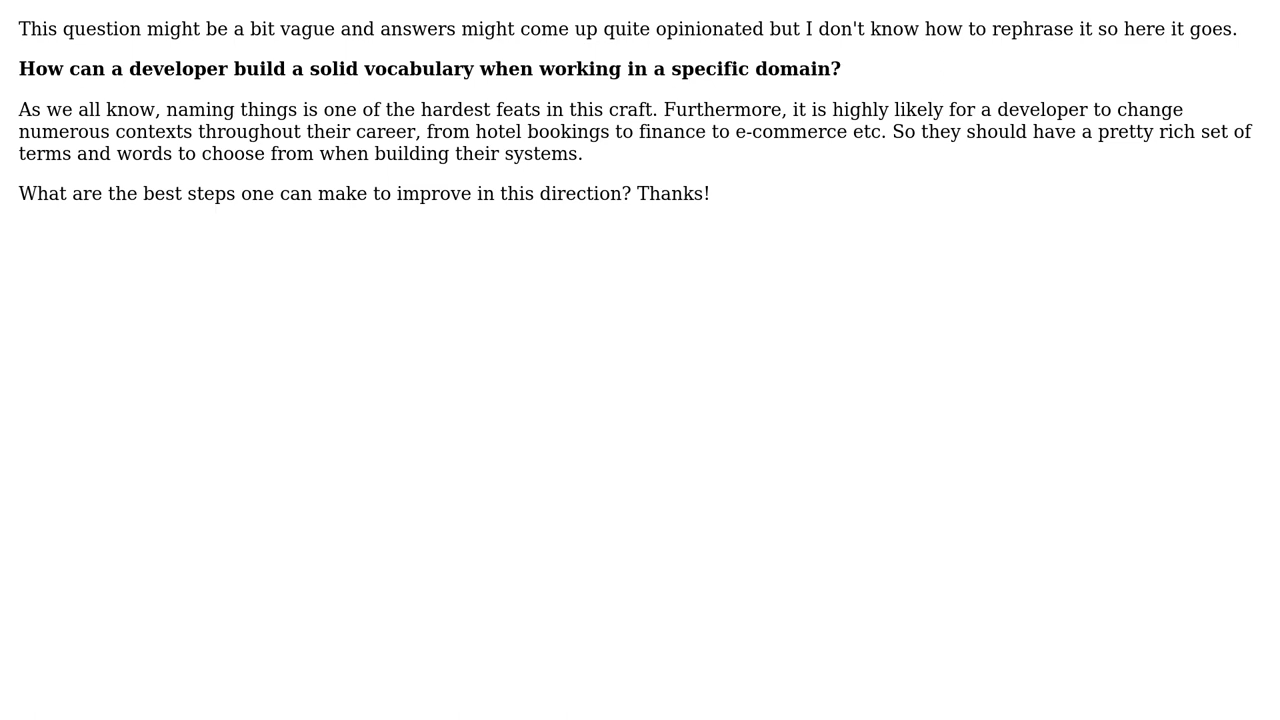 This question might be a bit vague and answers might come up quite opinionated but I don't know how to rephrase it so here it goes.
How can a developer build a solid vocabulary when working in a specific domain?
As we all know, naming things is one of the hardest feats in this craft. Furthermore, it is highly likely for a developer to change
numerous contexts throughout their career, from hotel bookings to finance to e-commerce etc. So they should have a pretty rich set of
terms and words to choose from when building their systems.
What are the best steps one can make to improve in this direction? Thanks!